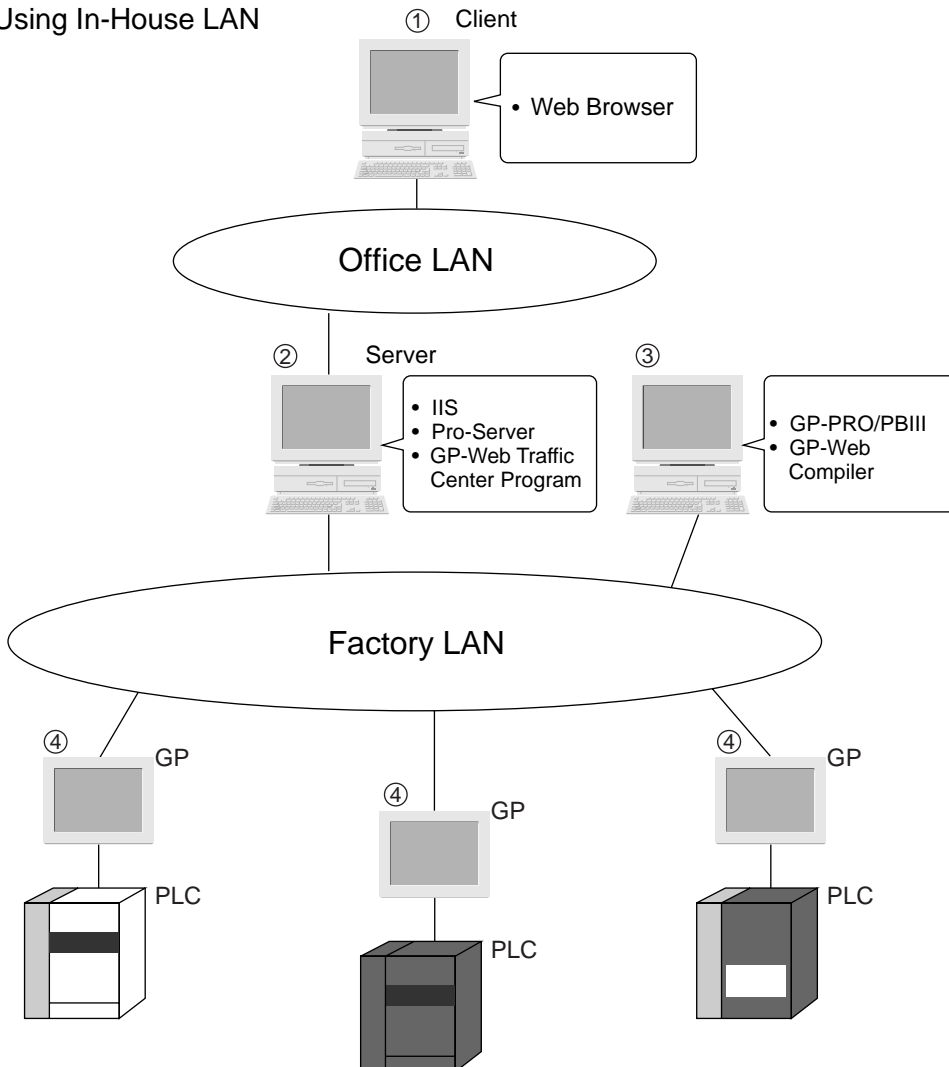 Using In-House LAN
① Client
• Web Browser
Office LAN
② Server
• IIS
• Pro-Server
• GP-Web Traffic
Center Program
③
• GP-PRO/PBIII
• GP-Web
Compiler
Factory LAN
④ GP
④ GP
④ GP
PLC
PLC
PLC